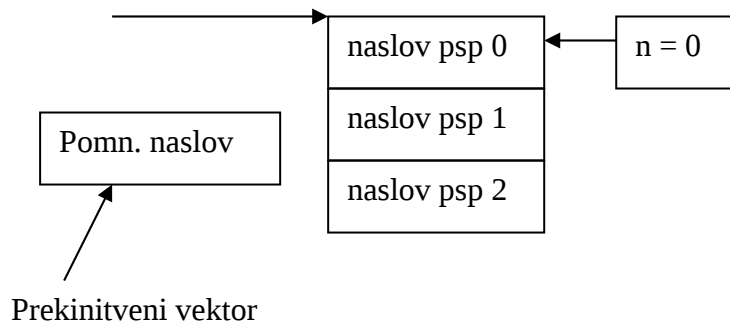 naslov psp 0
n = 0
naslov psp 1
Pomn. naslov
naslov psp 2
Prekinitveni vektor